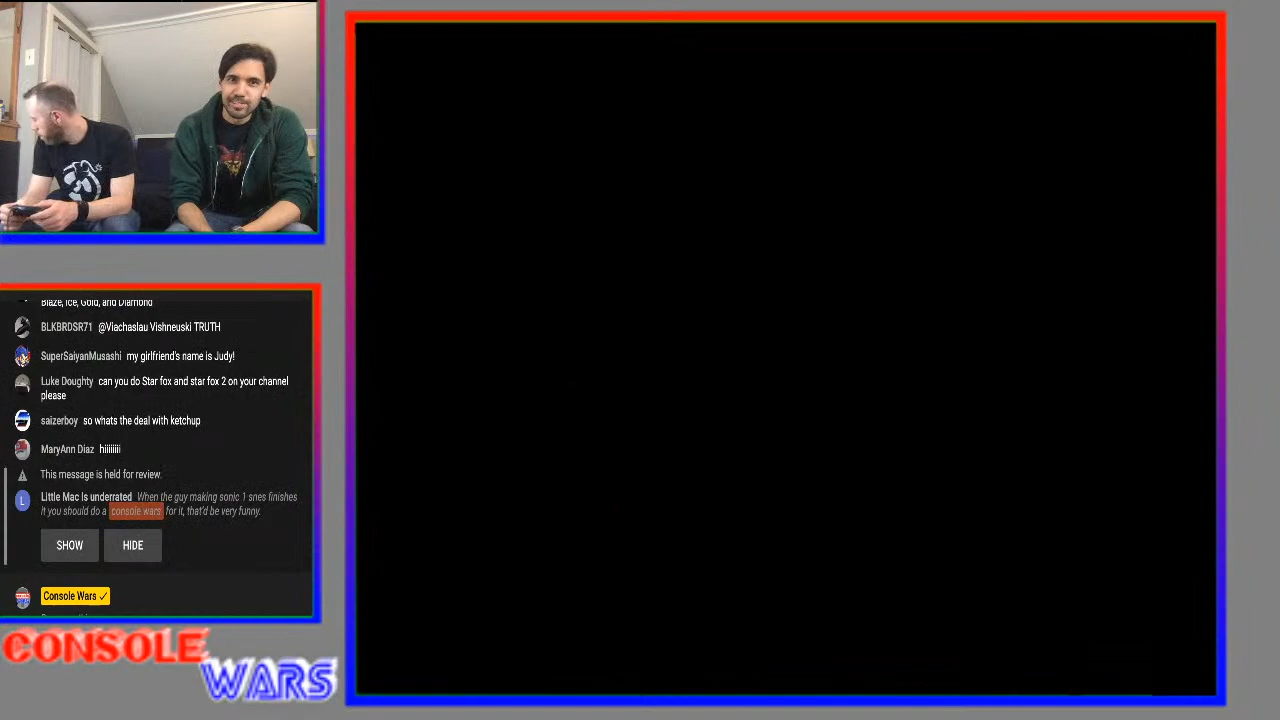 Blaze, Ice, Gold, and Diamond
BLKBRDSR71 @Viachaslau Vishneuski TRUTH
SuperSaiyanMusashi my girlfriend's name is Judy!
Luke Doughty can you do Star fox and star fox 2 on your channel
please
saizerboy so whats the deal with ketchup
MaryAnn Diaz hiiiiiiii
This message is held for review.
L
Little Mac Is underrated When the guy making sonic 1 snes finishes
it you should do a console wars for it, that'd be very funny.
SHOW HIDE
Console Wars ✓
CONSOLE
WARS